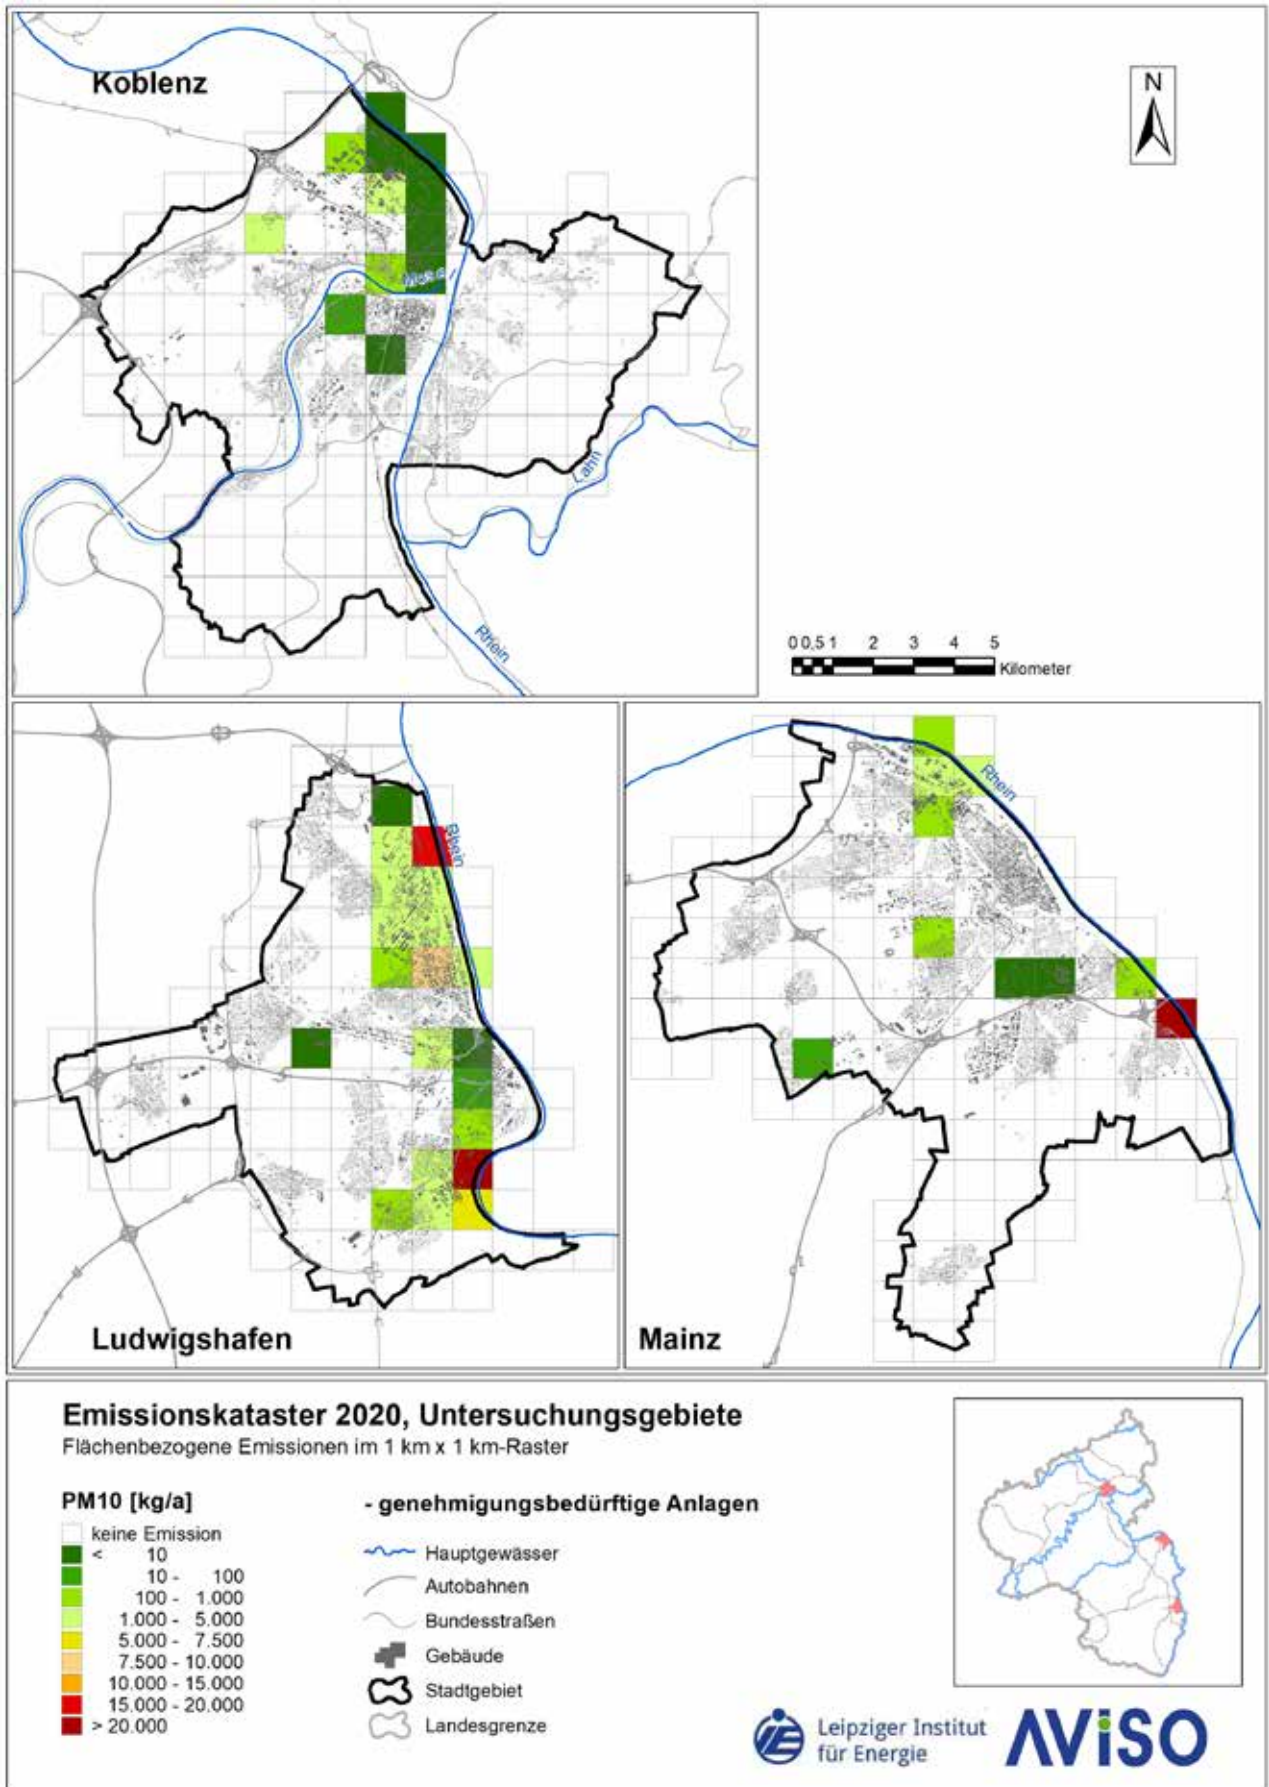 Koblenz
N
Mosel
Lahn
Rhein
0 0,5 1 2 3 4 5
Kilometer
Rhein
Ludwigshafen
Rhein
Mainz
Emissionskataster 2020, Untersuchungsgebiete
Flächenbezogene Emissionen im 1 km x 1 km-Raster
PM10 [kg/a]
keine Emission
< 10
10 - 100
100 - 1.000
1.000 - 5.000
5.000 - 7.500
7.500 - 10.000
10.000 - 15.000
15.000 - 20.000
> 20.000
- genehmigungsbedürftige Anlagen
Hauptgewässer
Autobahnen
Bundesstraßen
Gebäude
Stadtgebiet
Landesgrenze
Leipziger Institut
für Energie
AViSO